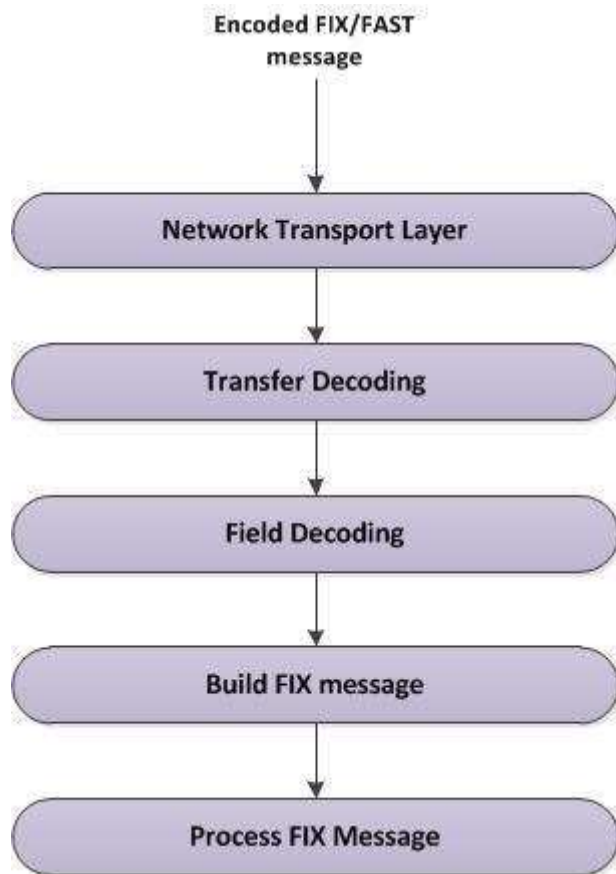 Encoded FIX/FAST
message
Network Transport Layer
Transfer Decoding
Field Decoding
Build FIX message
Process FIX Message